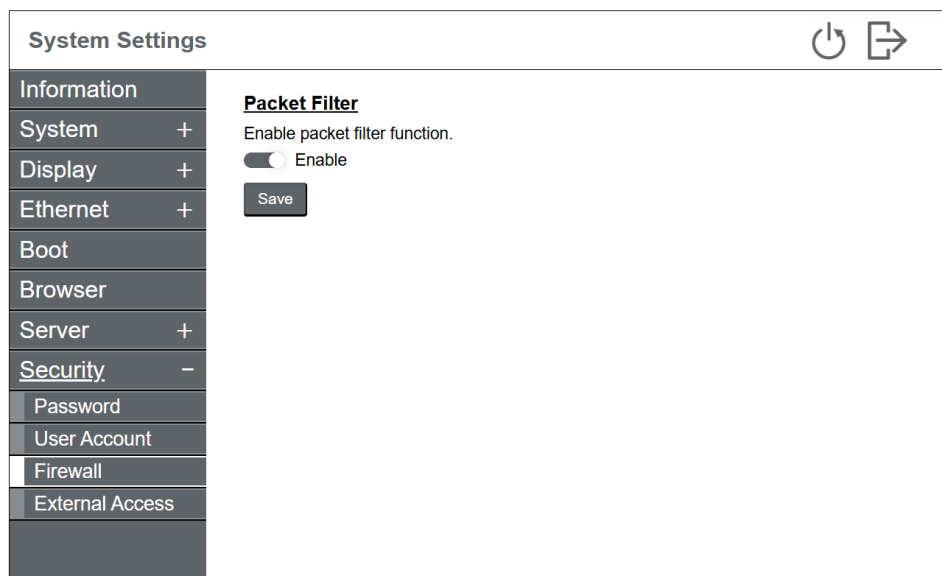 System Settings
Information
System +
Display +
Ethernet +
Boot
Browser
Server +
Security −
Password
User Account
Firewall
External Access
Packet Filter
Enable packet filter function.
Enable
Save